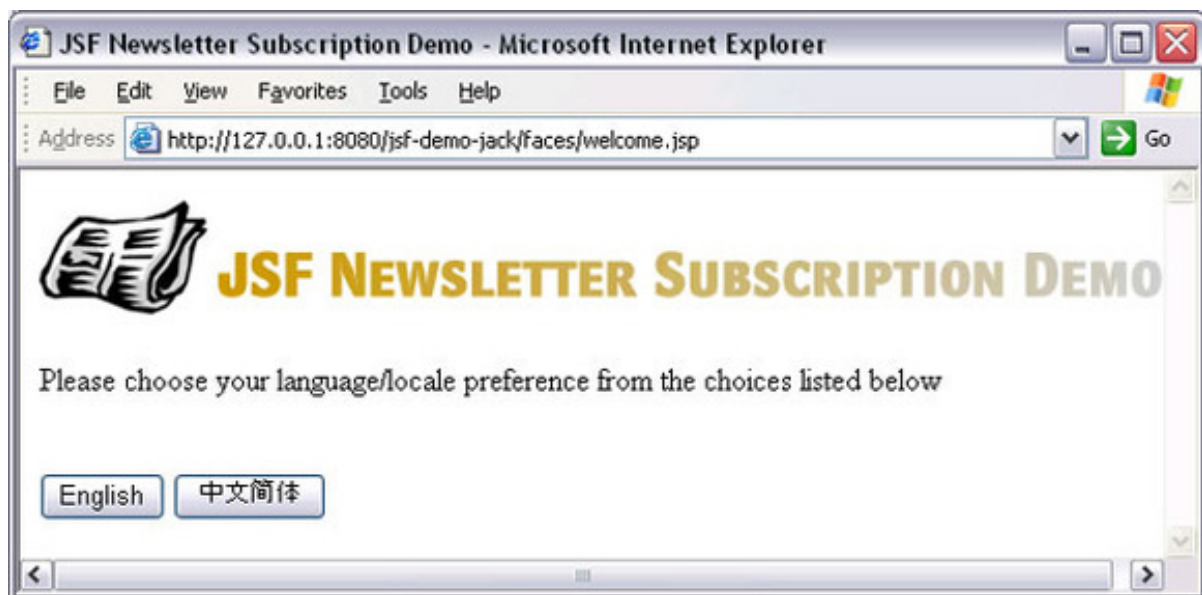 JSF Newsletter Subscription Demo - Microsoft Internet Explorer
File Edit View Favorites Tools Help
Address http://127.0.0.1:8080/jsf-demo-jack/faces/welcome.jsp Go
JSF NEWSLETTER SUBSCRIPTION DEMO
Please choose your language/locale preference from the choices listed below
English 中文简体